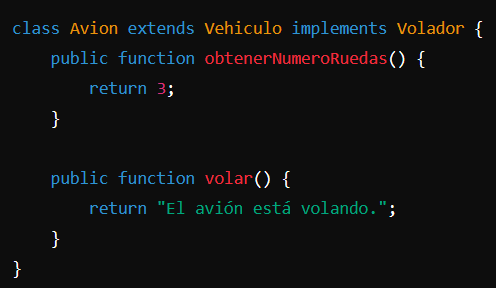 class Avion extends Vehiculo implements Volador {
    public function obtenerNumeroRuedas() {
        return 3;
    }

    public function volar() {
        return "El avión está volando.";
    }
}